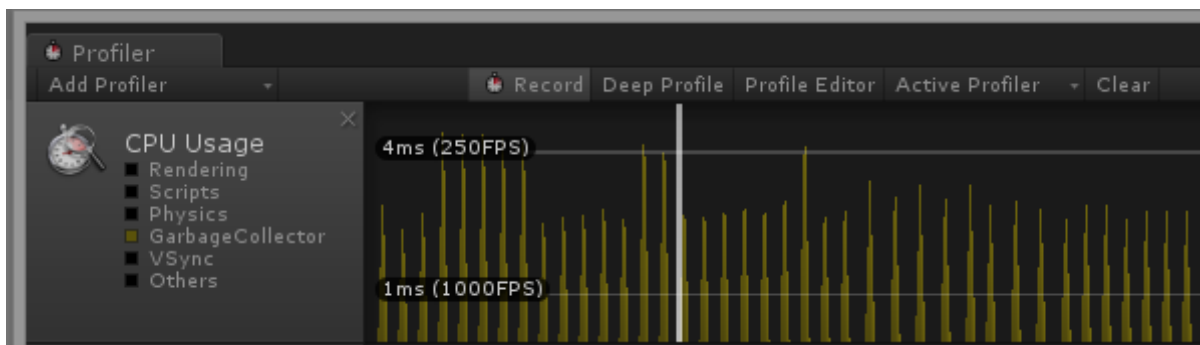 Profiler
Add Profiler Record Deep Profile Profile Editor Active Profiler Clear
CPU Usage
Rendering
Scripts
Physics
GarbageCollector
VSync
Others
4ms (250FPS)
1ms (1000FPS)